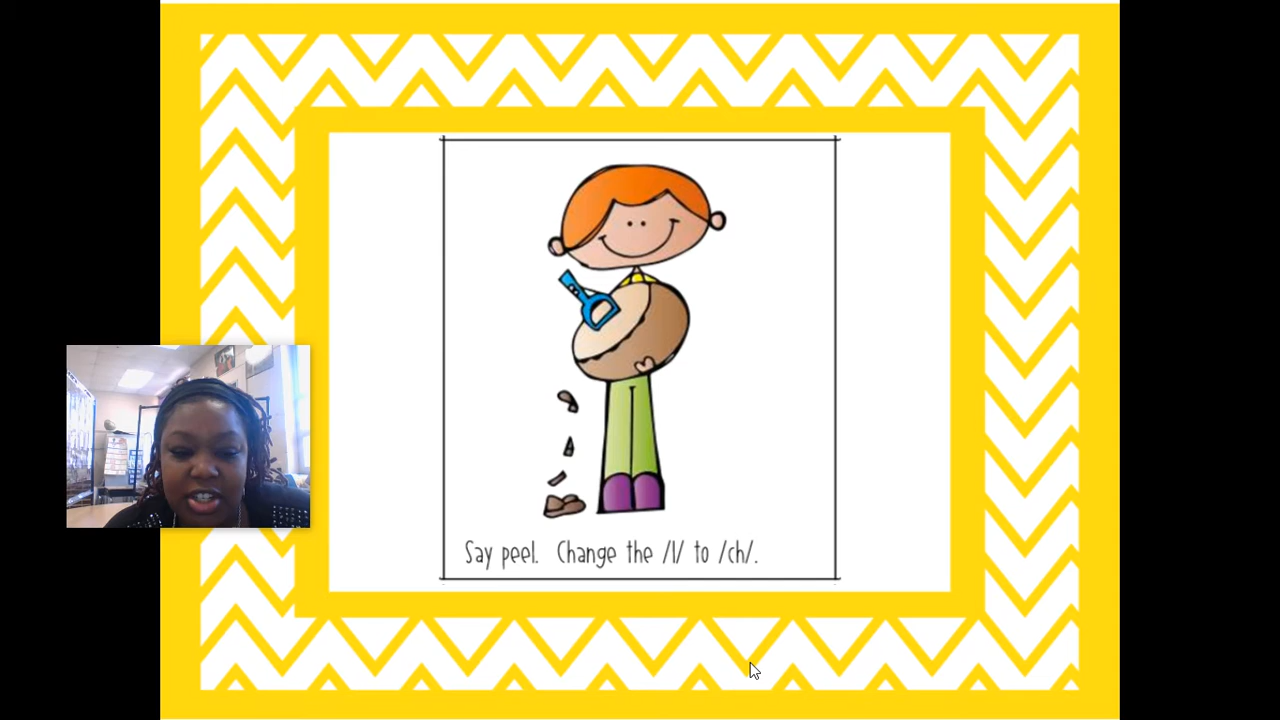 Say peel. Change the /l/ to /ch/.